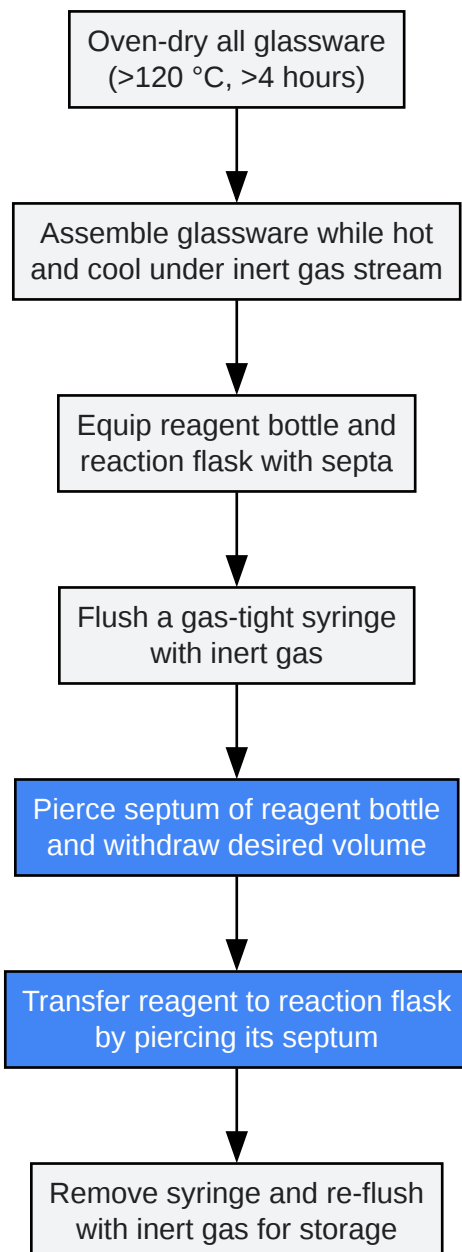 Oven-dry all glassware
(>120 °C, >4 hours)
Assemble glassware while hot
and cool under inert gas stream
Equip reagent bottle and
reaction flask with septa
Flush a gas-tight syringe
with inert gas
Pierce septum of reagent bottle
and withdraw desired volume
Transfer reagent to reaction flask
by piercing its septum
Remove syringe and re-flush
with inert gas for storage